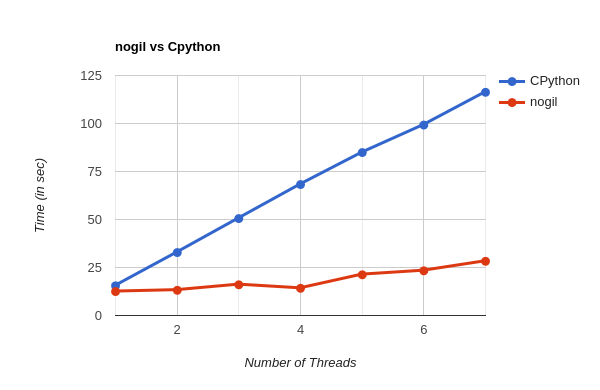 nogil vs Cpython
125
100
75
50
25
0
2 4 6
Time (in sec)
Number of Threads
CPython
nogil